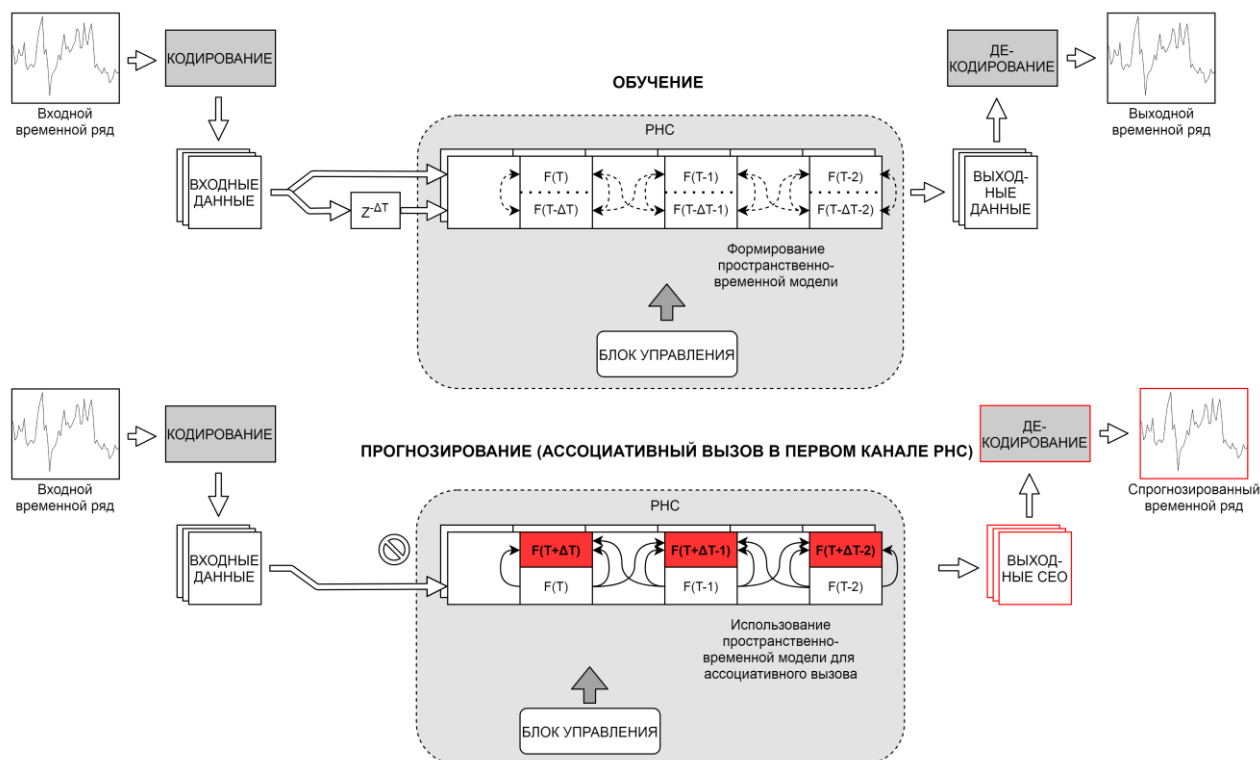 КОДИРОВАНИЕ
Входной
временной ряд
ВХОДНЫЕ
ДАННЫЕ
Z-ΔT
ОБУЧЕНИЕ
РНС
F(T)
F(T-1)
F(T-2)
F(T-ΔT)
F(T-ΔT-1)
F(T-ΔT-2)
Формирование
пространственно-
временной модели
БЛОК УПРАВЛЕНИЯ
ВЫХОД-
НЫЕ
ДАННЫЕ
ДЕ-
КОДИРОВАНИЕ
Выходной
временной ряд
КОДИРОВАНИЕ
Входной
временной ряд
ВХОДНЫЕ
ДАННЫЕ
ПРОГНОЗИРОВАНИЕ (АССОЦИАТИВНЫЙ ВЫЗОВ В ПЕРВОМ КАНАЛЕ РНС)
РНС
F(T+ΔT)
F(T+ΔT-1)
F(T+ΔT-2)
F(T)
F(T-1)
F(T-2)
Использование
пространственно-
временной модели для
ассоциативного вызова
БЛОК УПРАВЛЕНИЯ
ВЫХОД-
НЫЕ СЕО
ДЕ-
КОДИРОВАНИЕ
Спрогнозированный
временной ряд